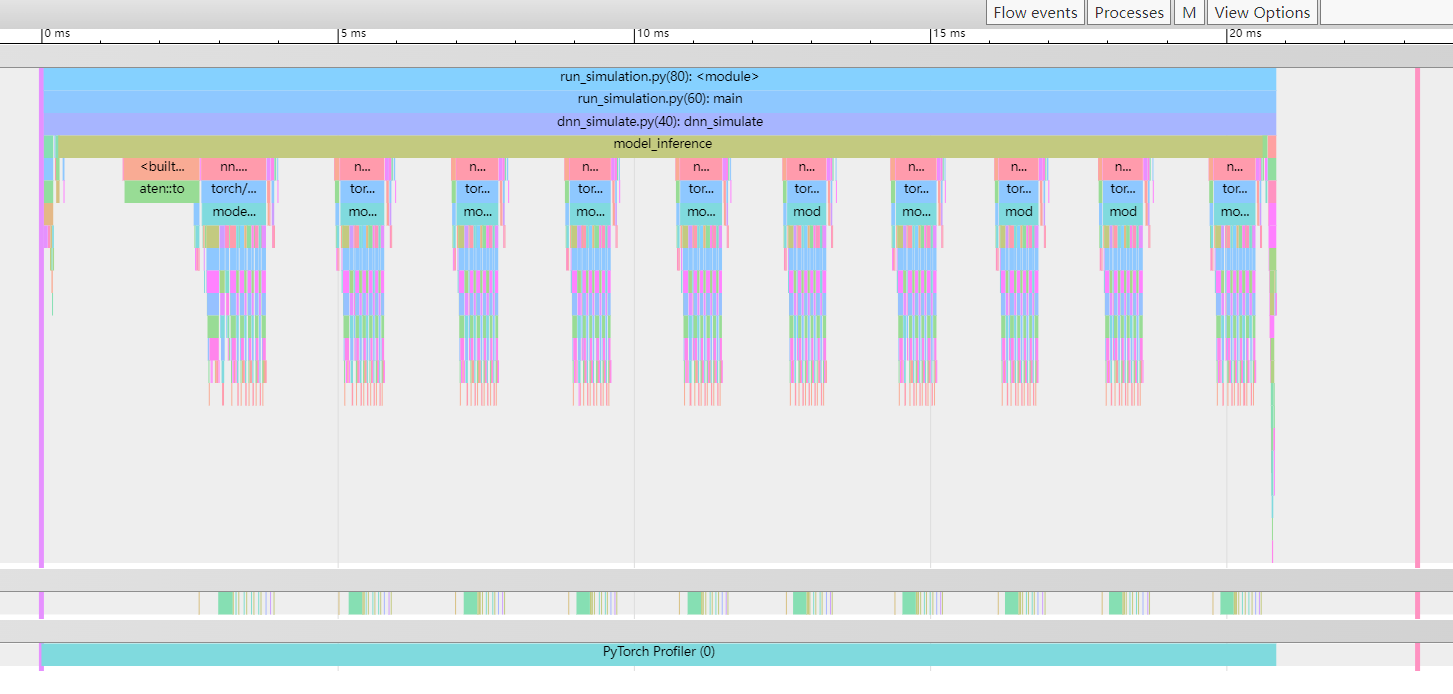 Flow events Processes M View Options
0 ms 5 ms 10 ms 15 ms 20 ms
run_simulation.py(80): <module>
run_simulation.py(60): main
dnn_simulate.py(40): dnn_simulate
model_inference
<built... nn.... n... n... n... n... n... n... n... n... n...
aten::to torch/... tor... tor... tor... tor... tor... tor... tor... tor... tor...
mode... mo... mo... mo... mo... mod mo... mod mod mo...
PyTorch Profiler (0)